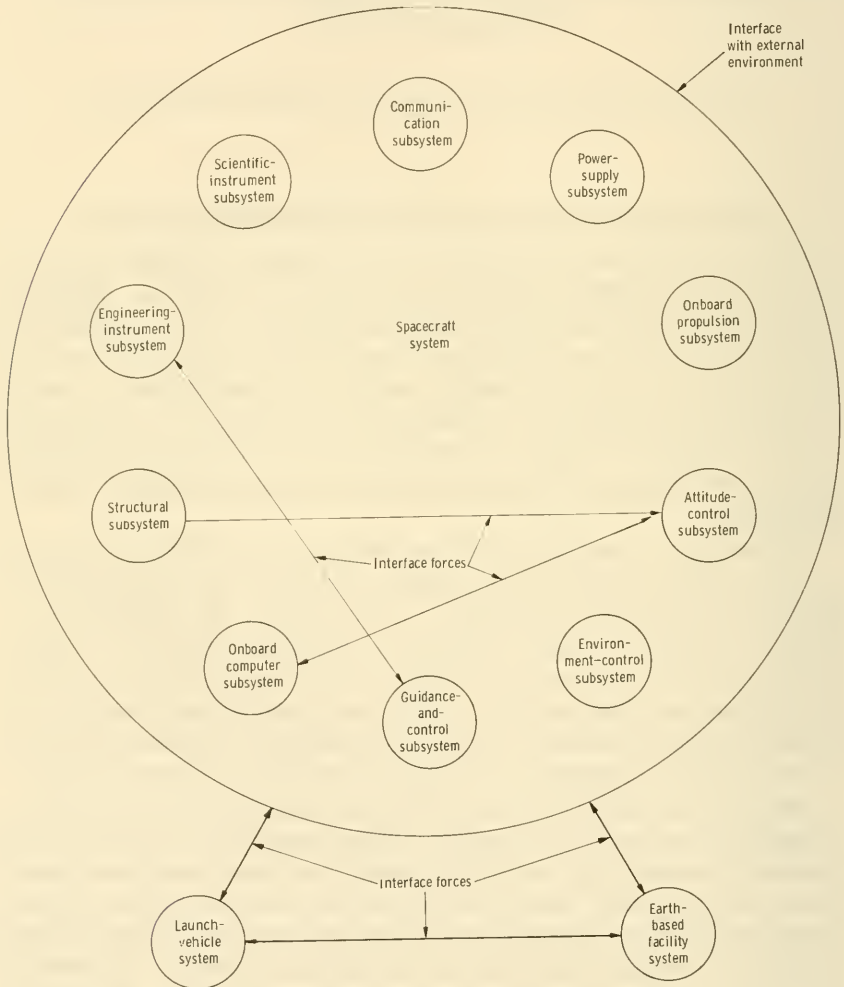 Interface
with external
environment
Communi-
cation
subsystem
Scientific-
instrument
subsystem
Power-
supply
subsystem
Engineering-
instrument
subsystem
Spacecraft
system
Onboard
propulsion
subsystem
Structural
subsystem
Attitude-
control
subsystem
Interface forces
Onboard
computer
subsystem
Environ-
ment-control
subsystem
Guidance-
and-
control
subsystem
Interface forces
Launch-
vehicle
system
Earth-
based
facility
system